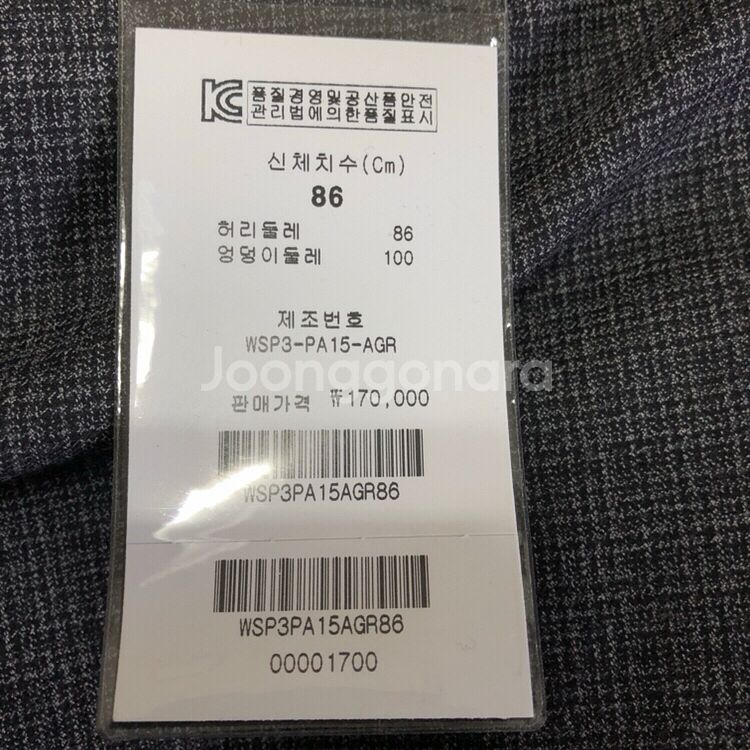 KC 품질경영및공산품안전
관리법에의한품질표시
신체치수(Cm)
86
허리둘레 86
엉덩이둘레 100
제조번호
WSP3-PA15-AGR
Joonggonara
판매가격 ₩170,000
WSP3PA15AGR86
WSP3PA15AGR86
00001700